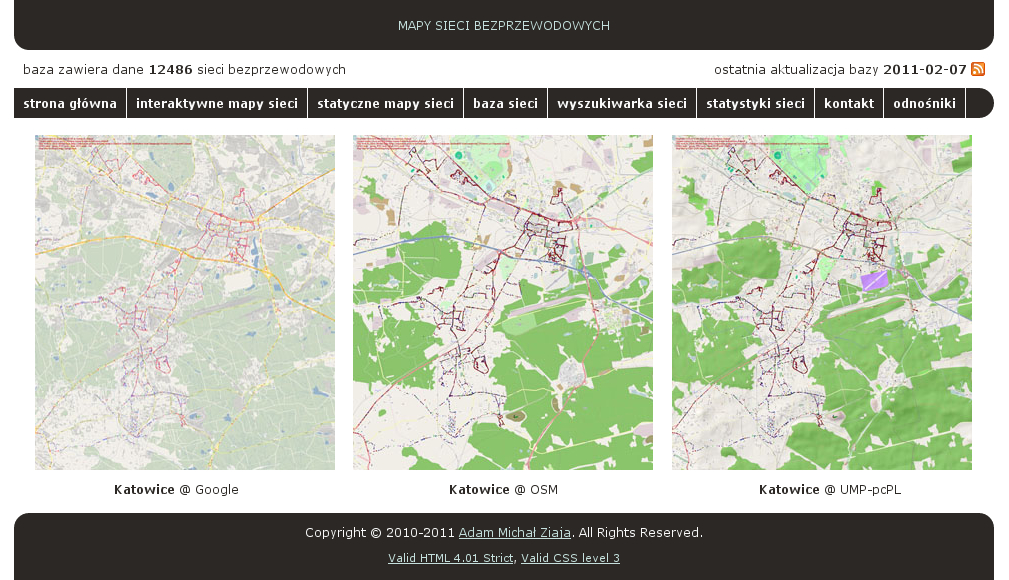 MAPY SIECI BEZPRZEWODOWYCH
baza zawiera dane 12486 sieci bezprzewodowych
ostatnia aktualizacja bazy 2011-02-07
strona główna interaktywne mapy sieci statyczne mapy sieci baza sieci wyszukiwarka sieci statystyki sieci kontakt odnośniki
Katowice @ Google
Katowice @ OSM
Katowice @ UMP-pcPL
Copyright © 2010-2011 Adam Michał Ziaja. All Rights Reserved.
Valid HTML 4.01 Strict, Valid CSS level 3